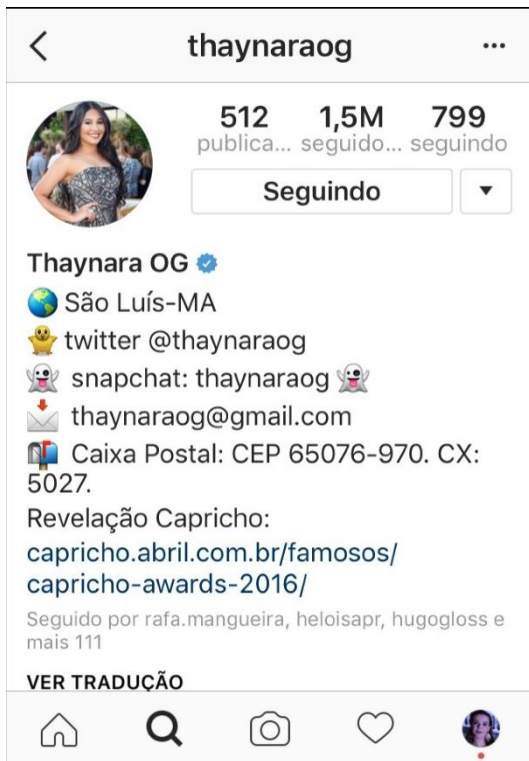 thaynaraog
512 1,5M 799
publica... seguido... seguindo
Seguindo
Thaynara OG
São Luís-MA
twitter @thaynaraog
snapchat: thaynaraog
thaynaraog@gmail.com
Caixa Postal: CEP 65076-970. CX:
5027.
Revelação Capricho:
capricho.abril.com.br/famosos/
capricho-awards-2016/
Seguido por rafa.mangueira, heloisapr, hugogloss e
mais 111
VER TRADUÇÃO